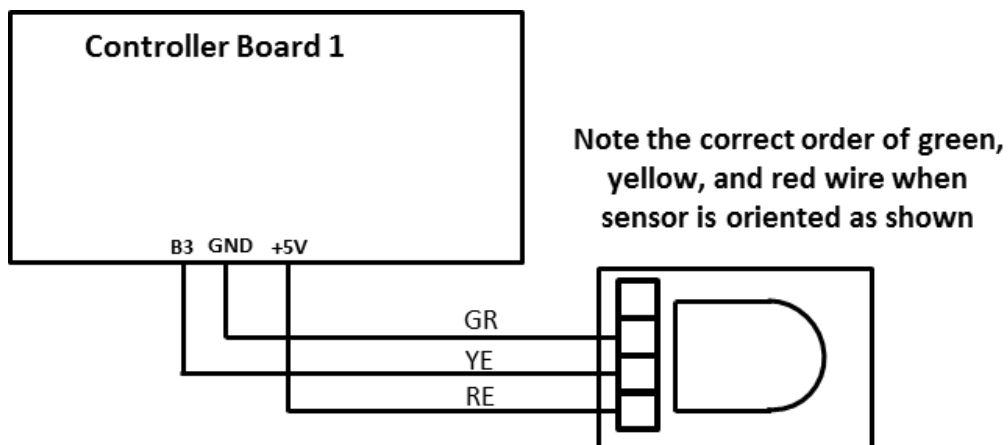 Controller Board 1
Note the correct order of green,
yellow, and red wire when
sensor is oriented as shown
B3 GND +5V
GR
YE
RE